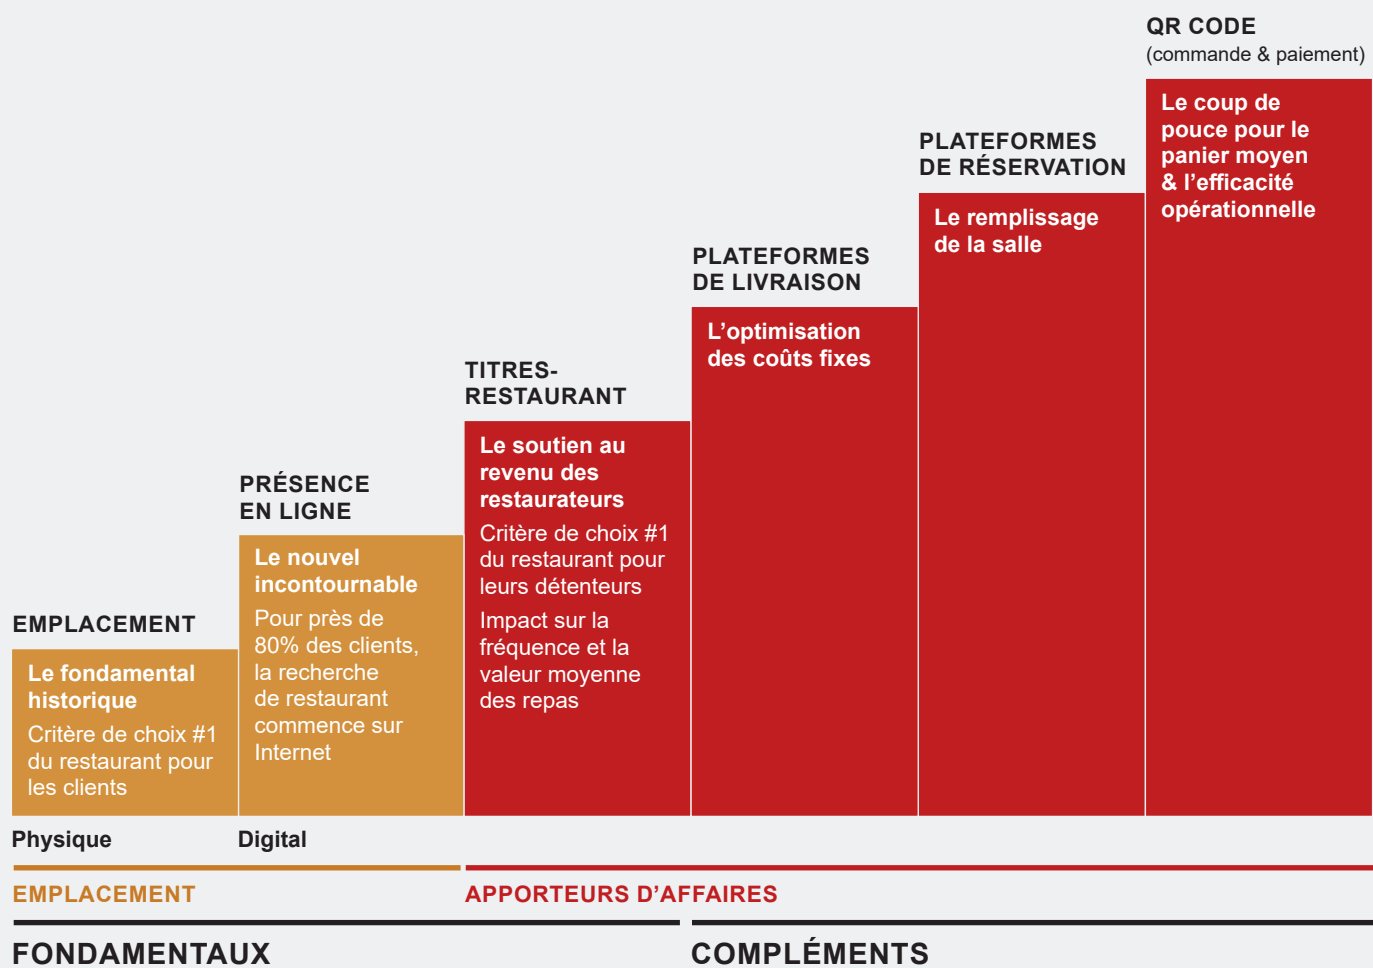 EMPLACEMENT
Le fondamental
historique
Critère de choix #1
du restaurant pour
les clients
PRÉSENCE
EN LIGNE
Le nouvel
incontournable
Pour près de
80% des clients,
la recherche
de restaurant
commence sur
Internet
TITRES-
RESTAURANT
Le soutien au
revenu des
restaurateurs
Critère de choix #1
du restaurant pour
leurs détenteurs
Impact sur la
fréquence et la
valeur moyenne
des repas
PLATEFORMES
DE LIVRAISON
L’optimisation
des coûts fixes
PLATEFORMES
DE RÉSERVATION
Le remplissage
de la salle
QR CODE
(commande & paiement)
Le coup de
pouce pour le
panier moyen
& l’efficacité
opérationnelle
Physique
Digital
EMPLACEMENT
APPORTEURS D’AFFAIRES
FONDAMENTAUX
COMPLÉMENTS